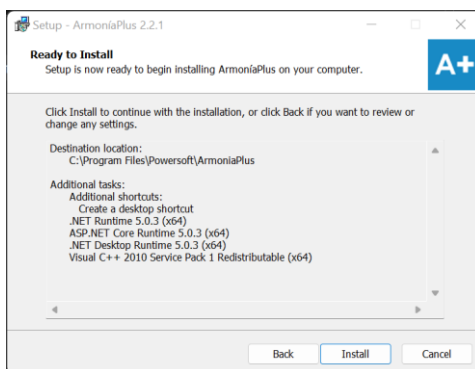 Setup - ArmoníaPlus 2.2.1
Ready to Install
Setup is now ready to begin installing ArmoníaPlus on your computer.
A+
Click Install to continue with the installation, or click Back if you want to review or
change any settings.
Destination location:
C:\Program Files\Powersoft\ArmoniaPlus
Additional tasks:
Additional shortcuts:
Create a desktop shortcut
.NET Runtime 5.0.3 (x64)
ASP.NET Core Runtime 5.0.3 (x64)
.NET Desktop Runtime 5.0.3 (x64)
Visual C++ 2010 Service Pack 1 Redistributable (x64)
Back
Install
Cancel